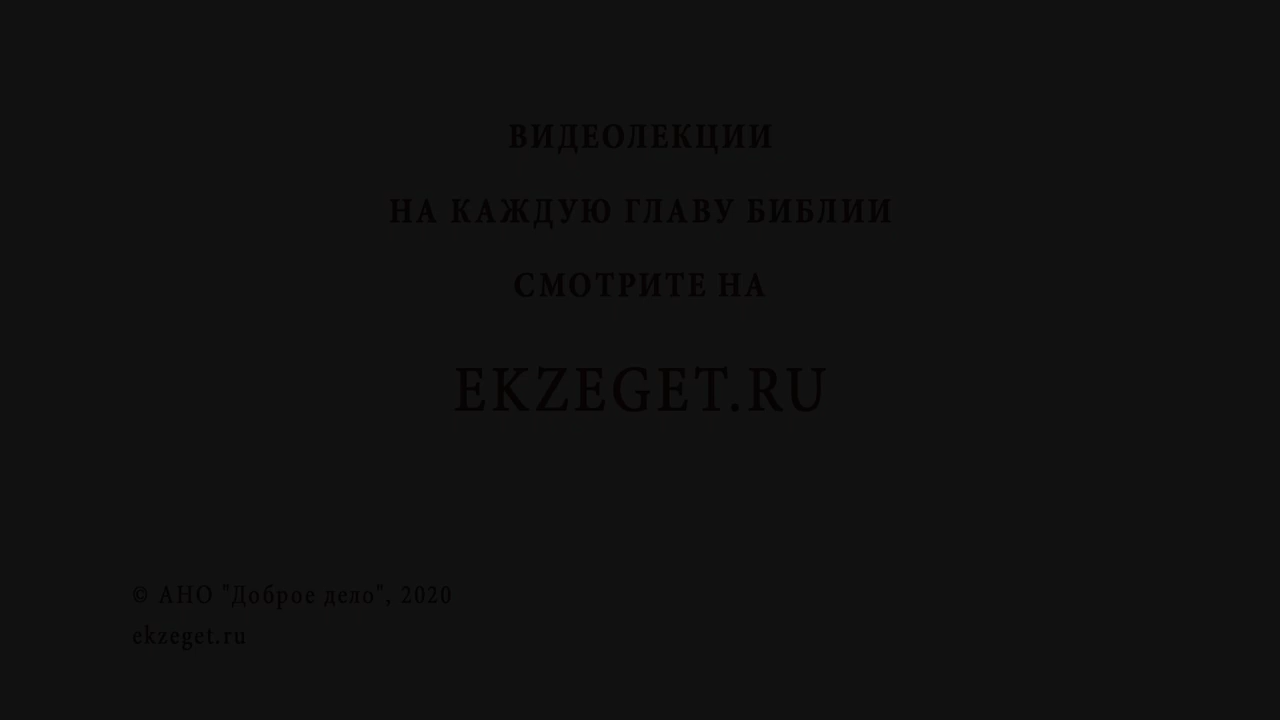 ВИДЕОЛЕКЦИИ
НА КАЖДУЮ ГЛАВУ БИБЛИИ
СМОТРИТЕ НА
EKZEGET.RU
© АНО "Доброе дело", 2020
ekzeget.ru